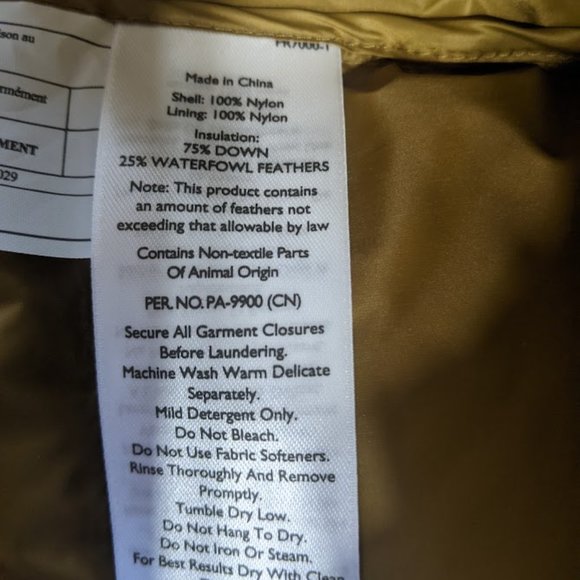 son au
rmément
MENT
029
PR7000-1
Made in China
Shell: 100% Nylon
Lining: 100% Nylon
Insulation:
75% DOWN
25% WATERFOWL FEATHERS
Note: This product contains
an amount of feathers not
exceeding that allowable by law
Contains Non-textile Parts
Of Animal Origin
PER. NO. PA-9900 (CN)
Secure All Garment Closures
Before Laundering.
Machine Wash Warm Delicate
Separately.
Mild Detergent Only.
Do Not Bleach.
Do Not Use Fabric Softeners.
Rinse Thoroughly And Remove
Promptly.
Tumble Dry Low.
Do Not Hang To Dry.
Do Not Iron Or Steam.
For Best Results Dry With Clean